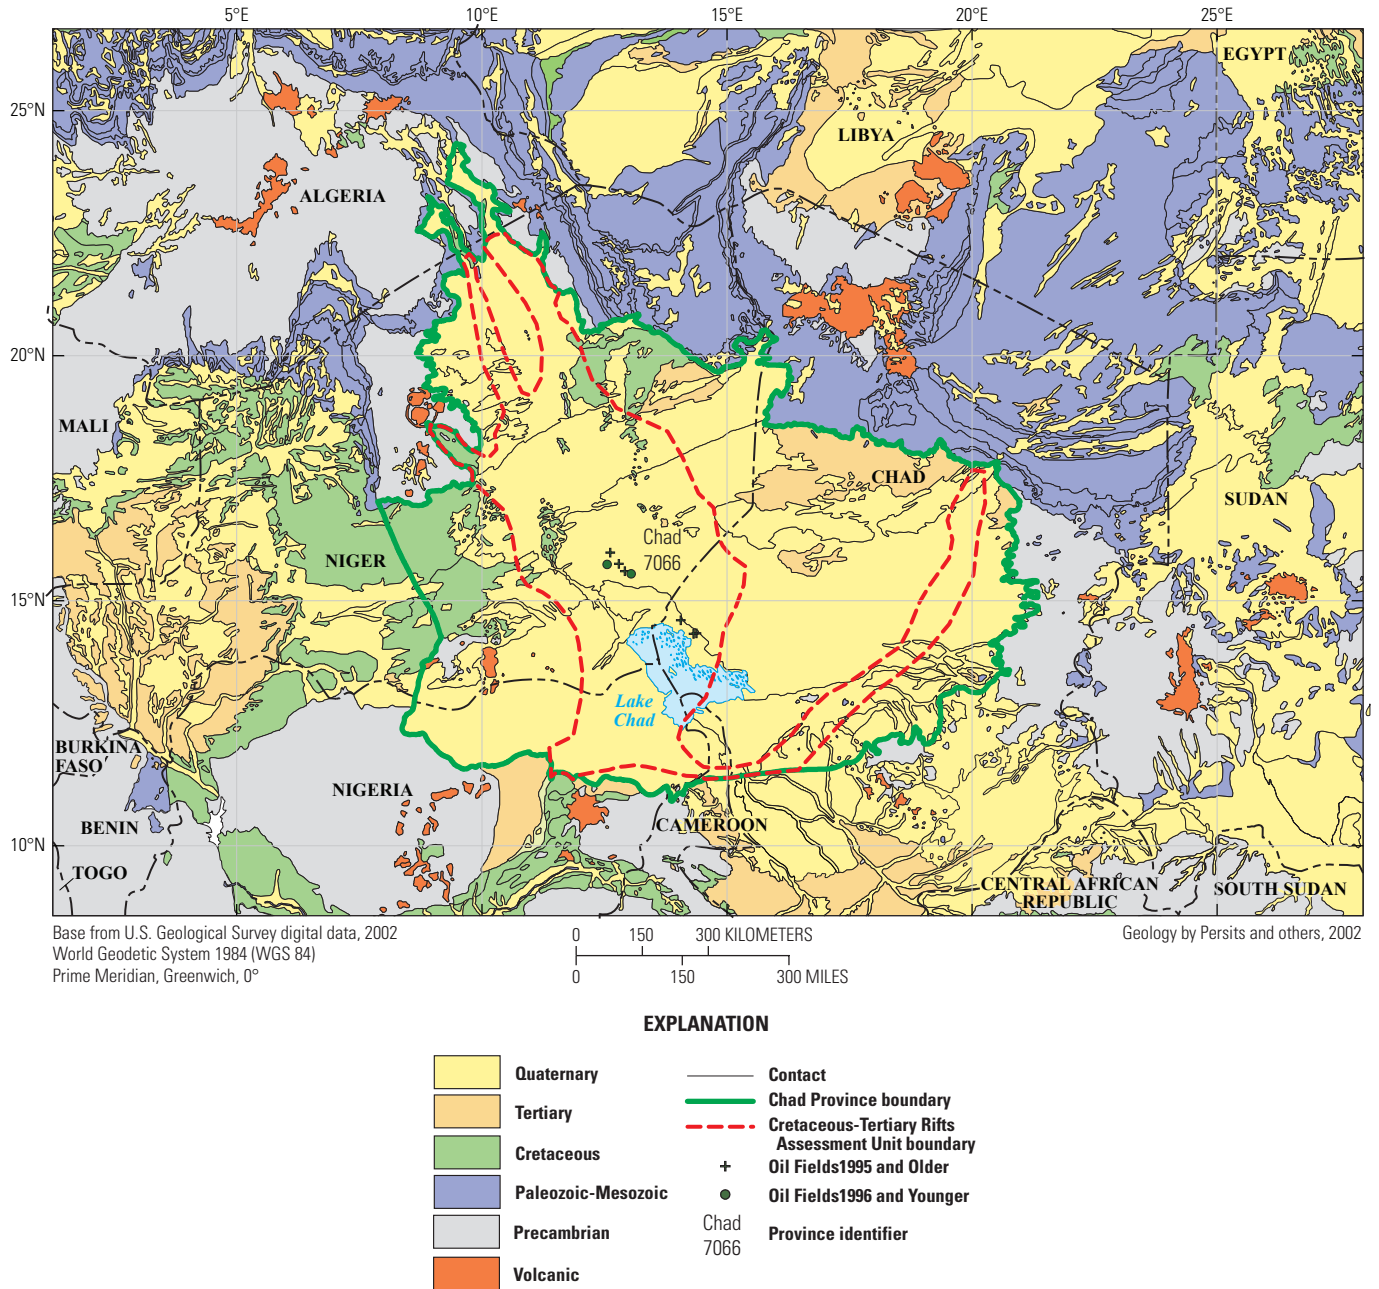 5°E
10°E
15°E
20°E
25°E
25°N
20°N
15°N
10°N
EGYPT
LIBYA
ALGERIA
MALI
CHAD
SUDAN
NIGER
Chad
7066
Lake
Chad
BURKINA
FASO
NIGERIA
BENIN
CAMEROON
TOGO
CENTRAL AFRICAN
REPUBLIC
SOUTH SUDAN
Base from U.S. Geological Survey digital data, 2002
World Geodetic System 1984 (WGS 84)
Prime Meridian, Greenwich, 0°
0 150 300 KILOMETERS
0 150 300 MILES
Geology by Persits and others, 2002
EXPLANATION
Quaternary
Tertiary
Cretaceous
Paleozoic-Mesozoic
Precambrian
Volcanic
Contact
Chad Province boundary
Cretaceous-Tertiary Rifts
Assessment Unit boundary
Oil Fields1995 and Older
Oil Fields1996 and Younger
Chad
7066
Province identifier